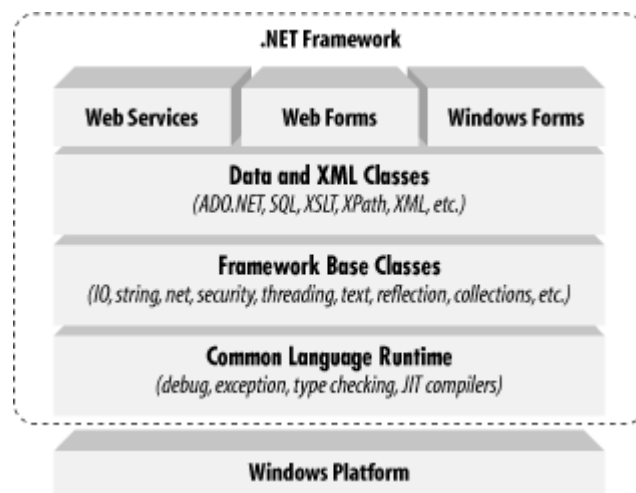 .NET Framework
Web Services Web Forms Windows Forms
Data and XML Classes
(ADO.NET, SQL, XSLT, XPath, XML, etc.)
Framework Base Classes
(IO, string, net, security, threading, text, reflection, collections, etc.)
Common Language Runtime
(debug, exception, type checking, JIT compilers)
Windows Platform